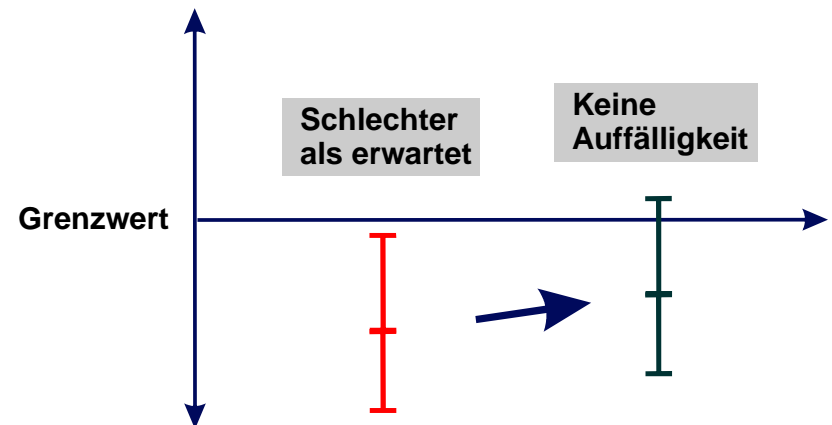 Schlechter
als erwartet
Keine
Auffälligkeit
Grenzwert